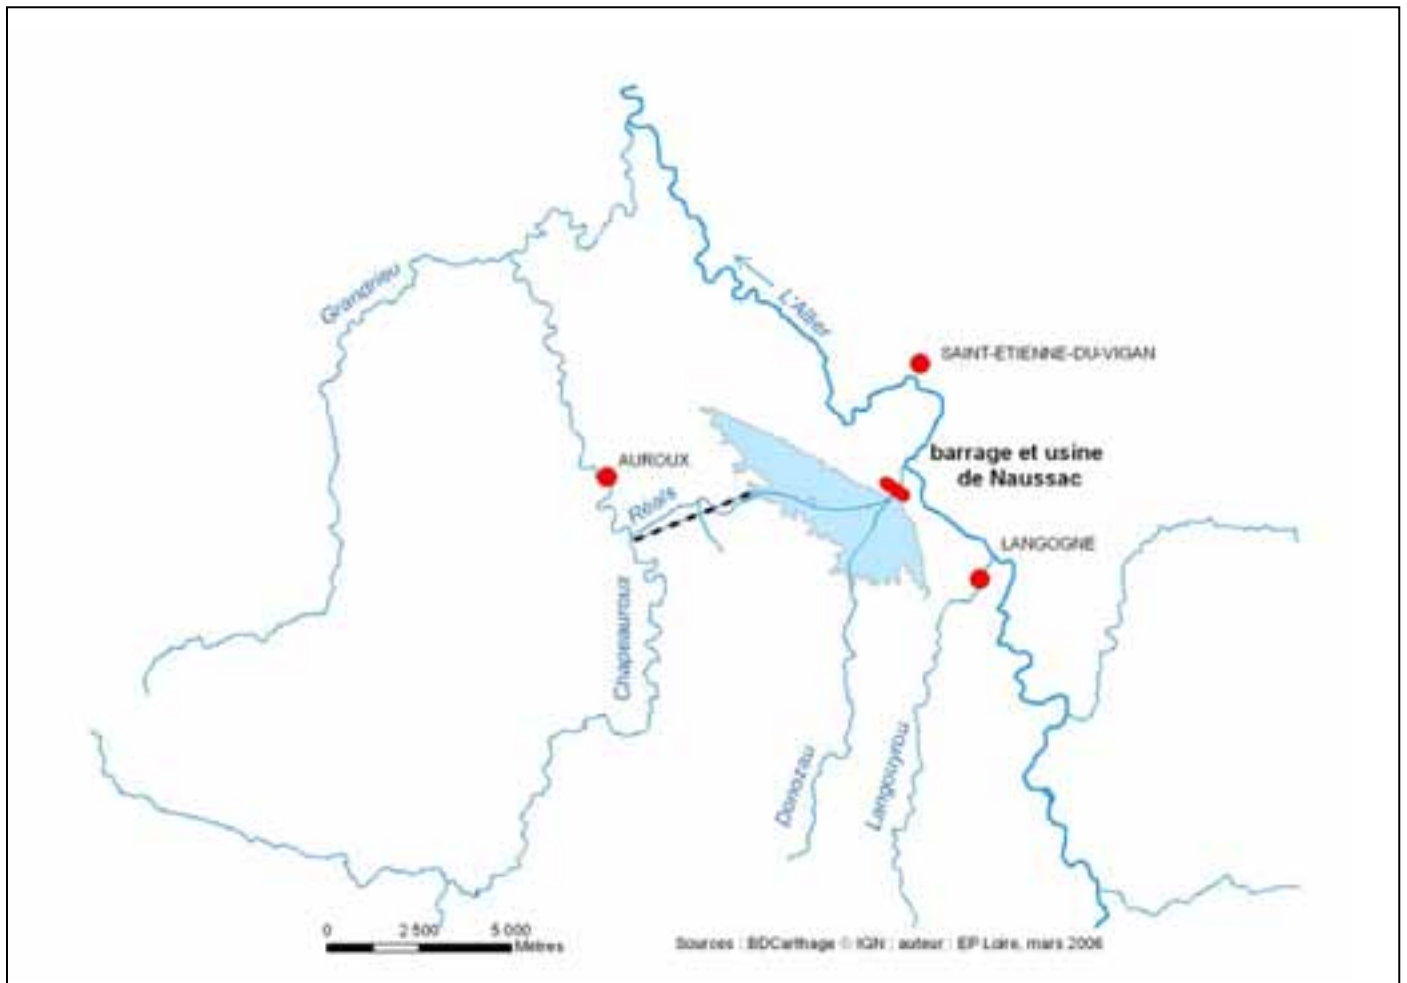 Grandrieu
L'Allier
SAINT-ETIENNE-DU-VIGAN
barrage et usine
de Naussac
AUROUX
Réals
LANGOGNE
Chapeauroux
Donozau
Langouyrou
0 2 500 5 000
Mètres
Sources : BDCarthage © IGN ; auteur : EP Loire, mars 2006